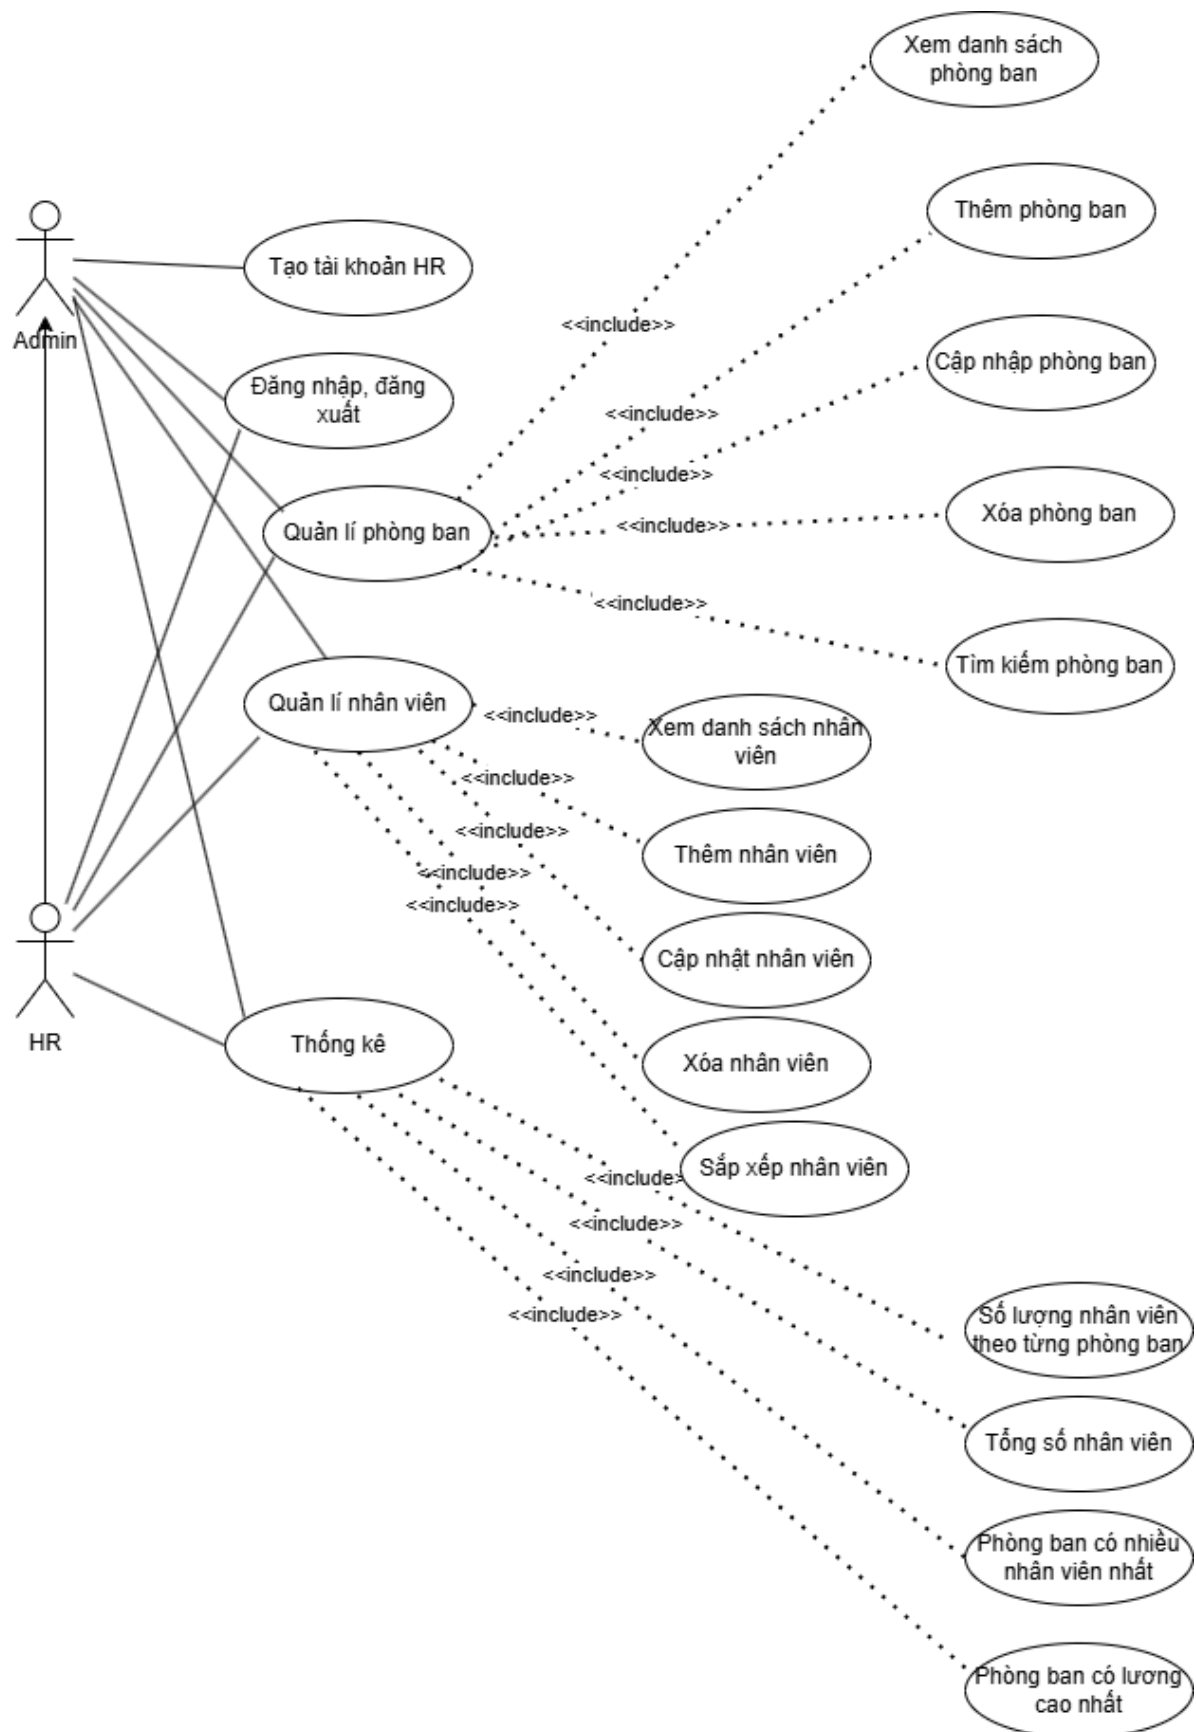 Xem danh sách
phòng ban
Thêm phòng ban
Tạo tài khoản HR
<<include>>
Admin
Cập nhập phòng ban
Đăng nhập, đăng
xuất
<<include>>
<<include>>
Quản lí phòng ban
<<include>>
Xóa phòng ban
<<include>>
Tìm kiếm phòng ban
Quản lí nhân viên
<<include>>
Xem danh sách nhân
viên
<<include>>
<<include>>
Thêm nhân viên
<<include>>
<<include>>
Cập nhật nhân viên
HR
Thống kê
Xóa nhân viên
Sắp xếp nhân viên
<<include>
<<include>>
<<include>>
<<include>>
Số lượng nhân viên
theo từng phòng ban
Tổng số nhân viên
Phòng ban có nhiều
nhân viên nhất
Phòng ban có lương
cao nhất